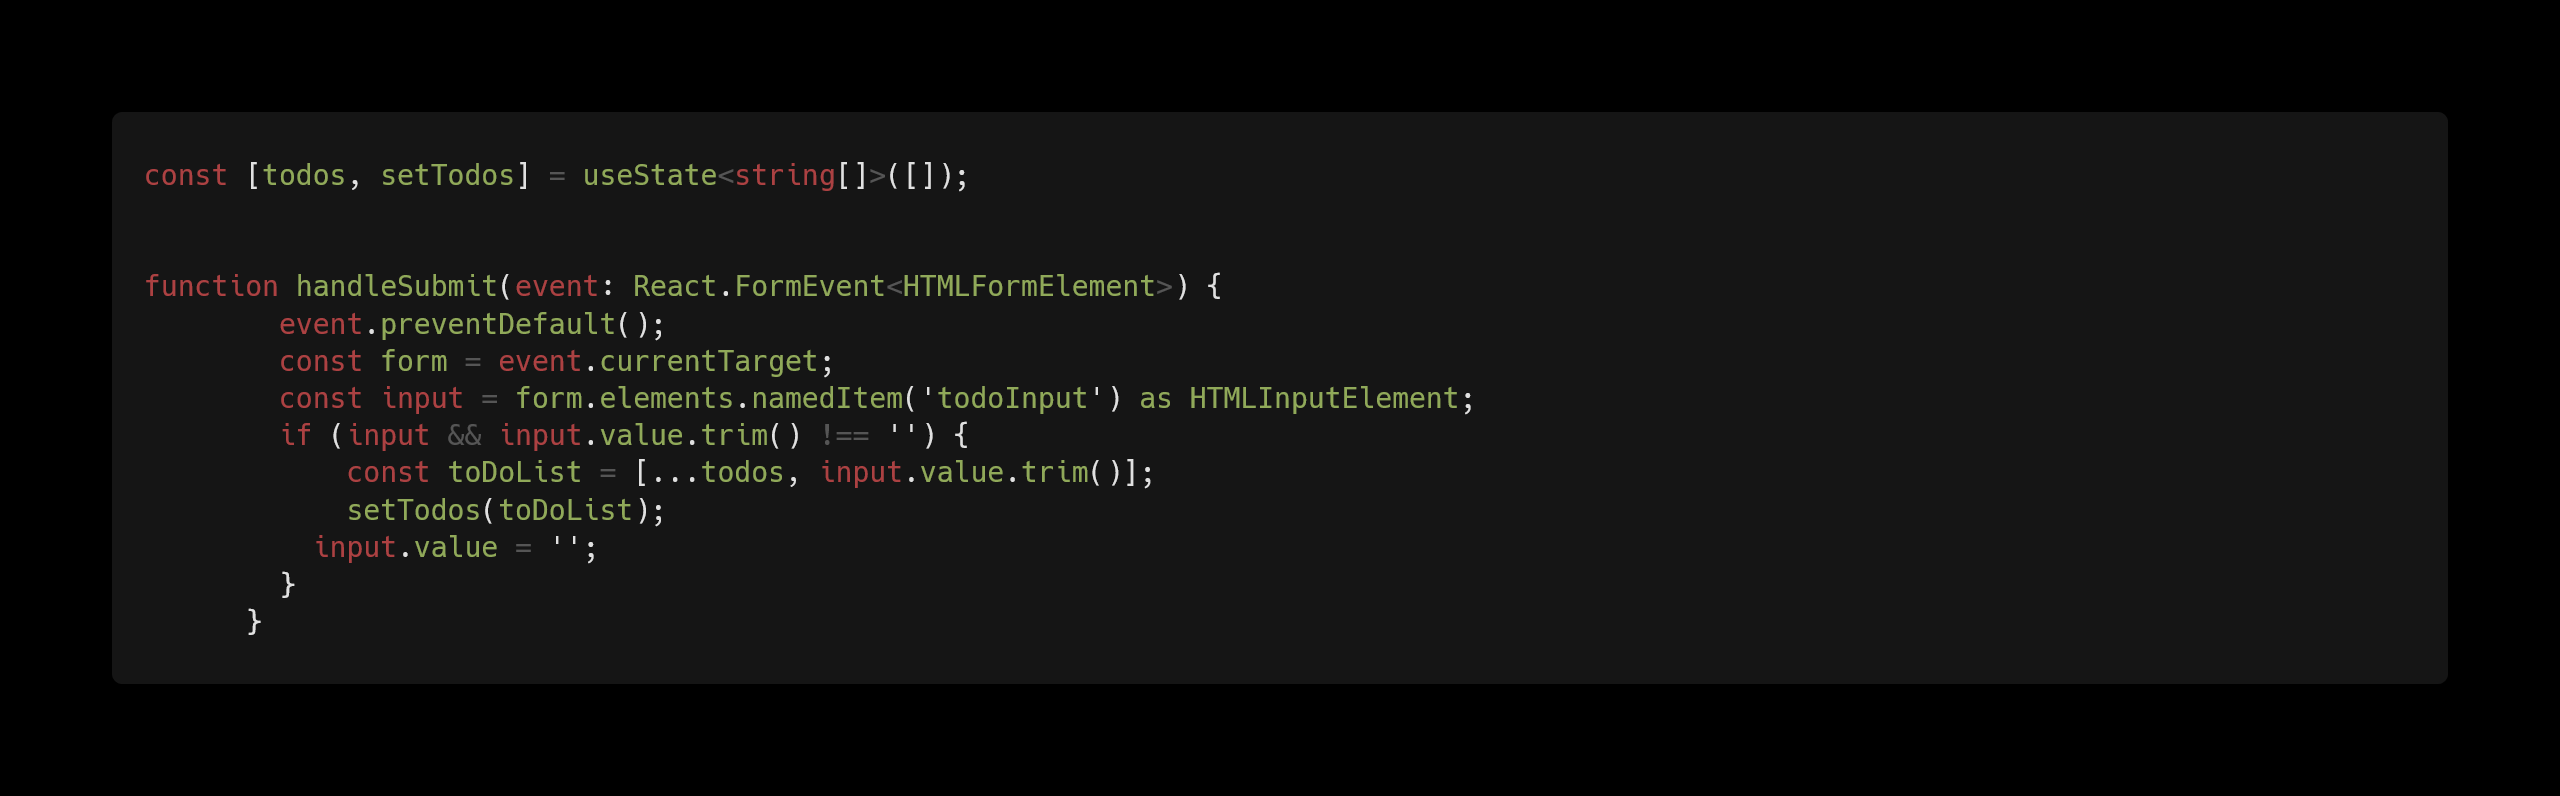 const [todos, setTodos] = useState<string[]>([]);
function handleSubmit(event: React.FormEvent<HTMLFormElement>) {
event.preventDefault();
const form = event.currentTarget;
const input = form.elements.namedItem('todoInput') as HTMLInputElement;
if (input && input.value.trim() !== '') {
const toDoList = [...todos, input.value.trim()];
setTodos(toDoList);
input.value = '';
}
}